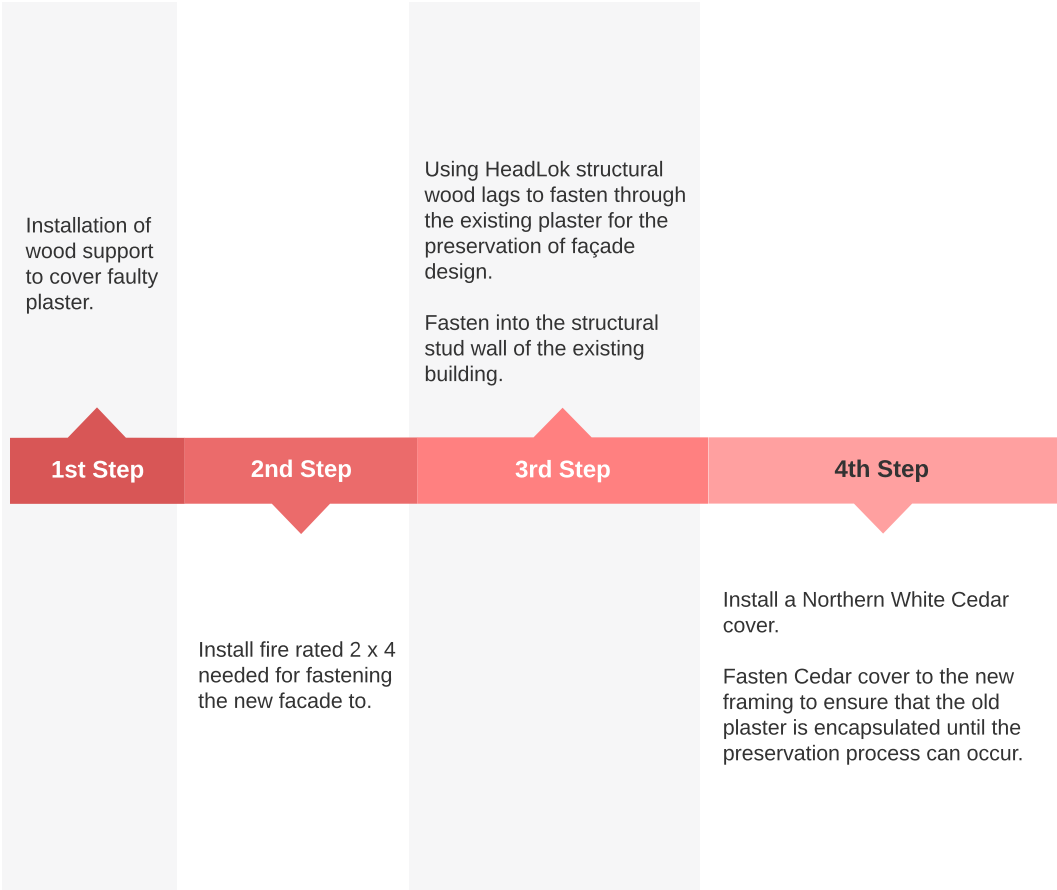 1st Step
Installation of
wood support
to cover faulty
plaster.
2nd Step
Install fire rated 2 x 4
needed for fastening
the new facade to.
3rd Step
Using HeadLok structural
wood lags to fasten through
the existing plaster for the
preservation of façade
design.
Fasten into the structural
stud wall of the existing
building.
4th Step
Install a Northern White Cedar
cover.
Fasten Cedar cover to the new
framing to ensure that the old
plaster is encapsulated until the
preservation process can occur.